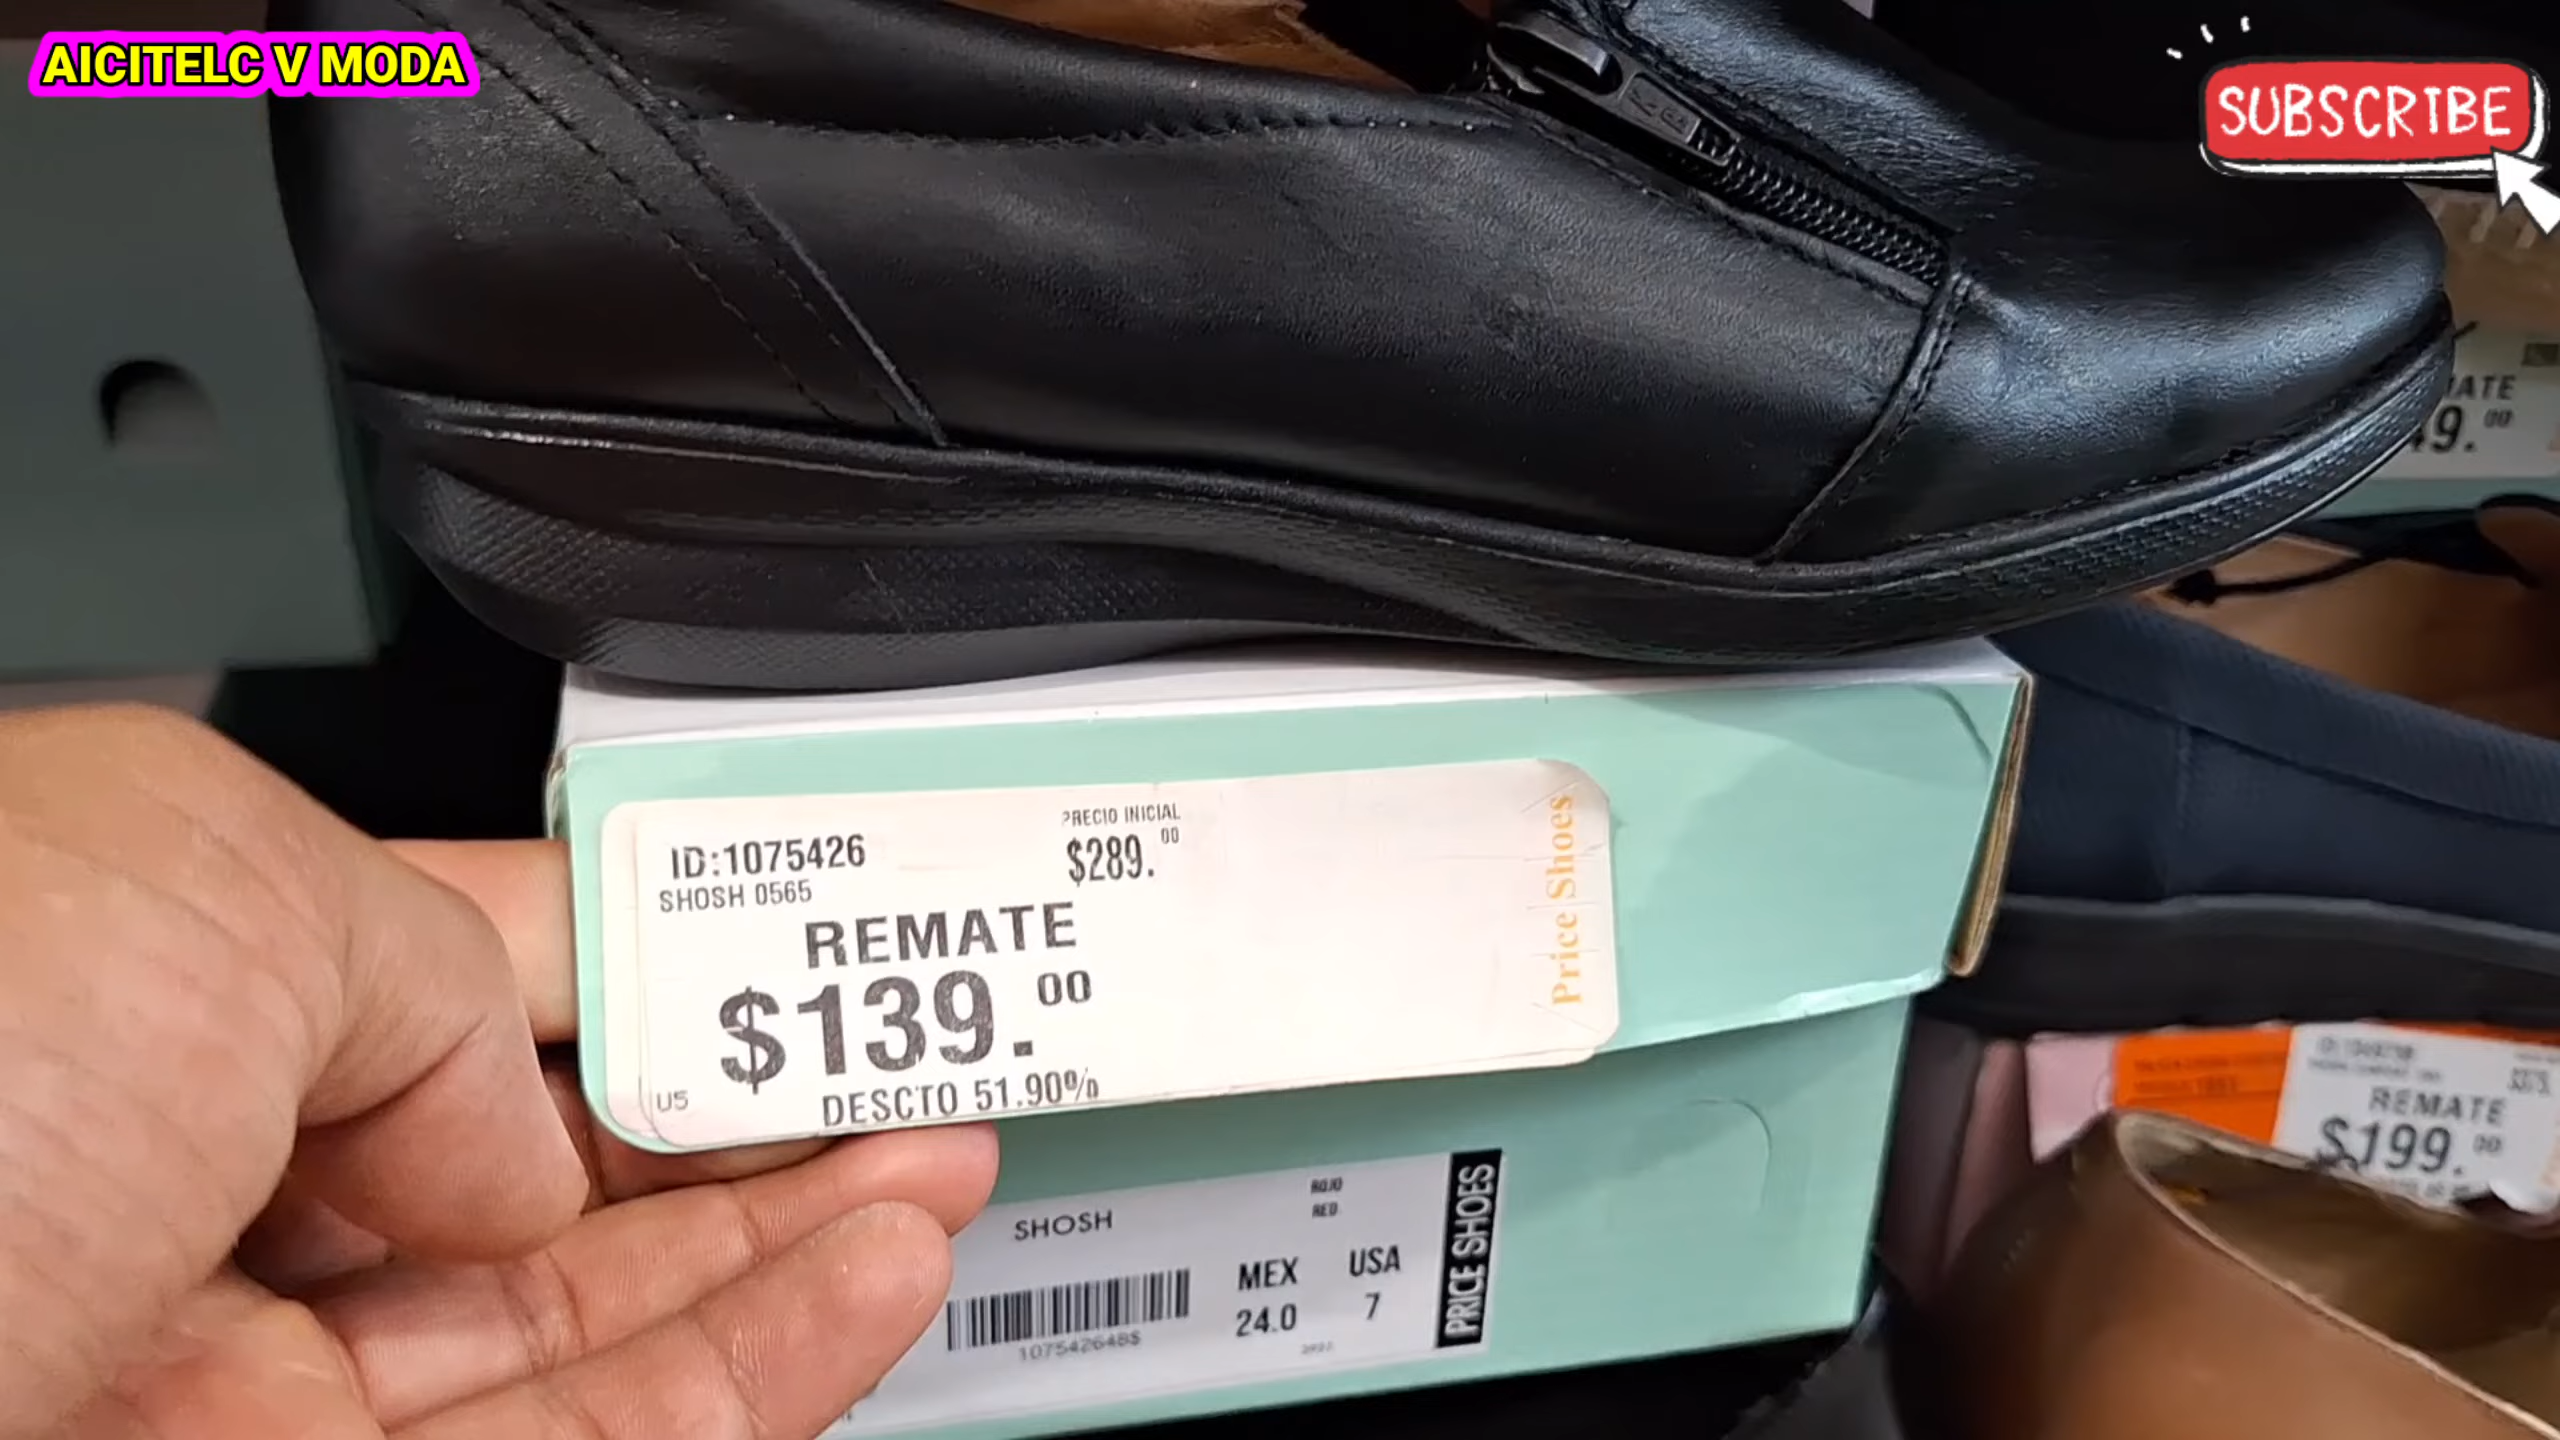 AICITELC V MODA
SUBSCRIBE
ID:1075426
SHOSH 0565
PRECIO INICIAL
$289.00
REMATE
$139.00
DESCTO 51.90%
U5
Price Shoes
SHOSH
ROJO
RED
MEX
24.0
USA
7
PRICE SHOES
REMATE
$199.00